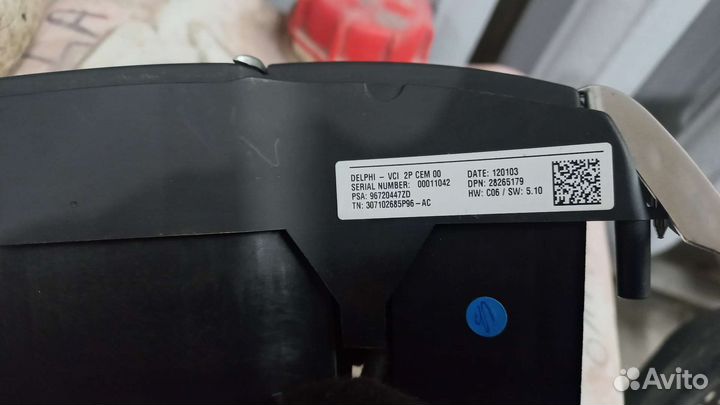 DELPHI - VCI 2P CEM 00
SERIAL NUMBER: 00011042
PSA: 96720447ZD
TN: 307102685P96-AC
DATE: 120103
DPN: 28265179
HW: C06 / SW: 5.10
Avito